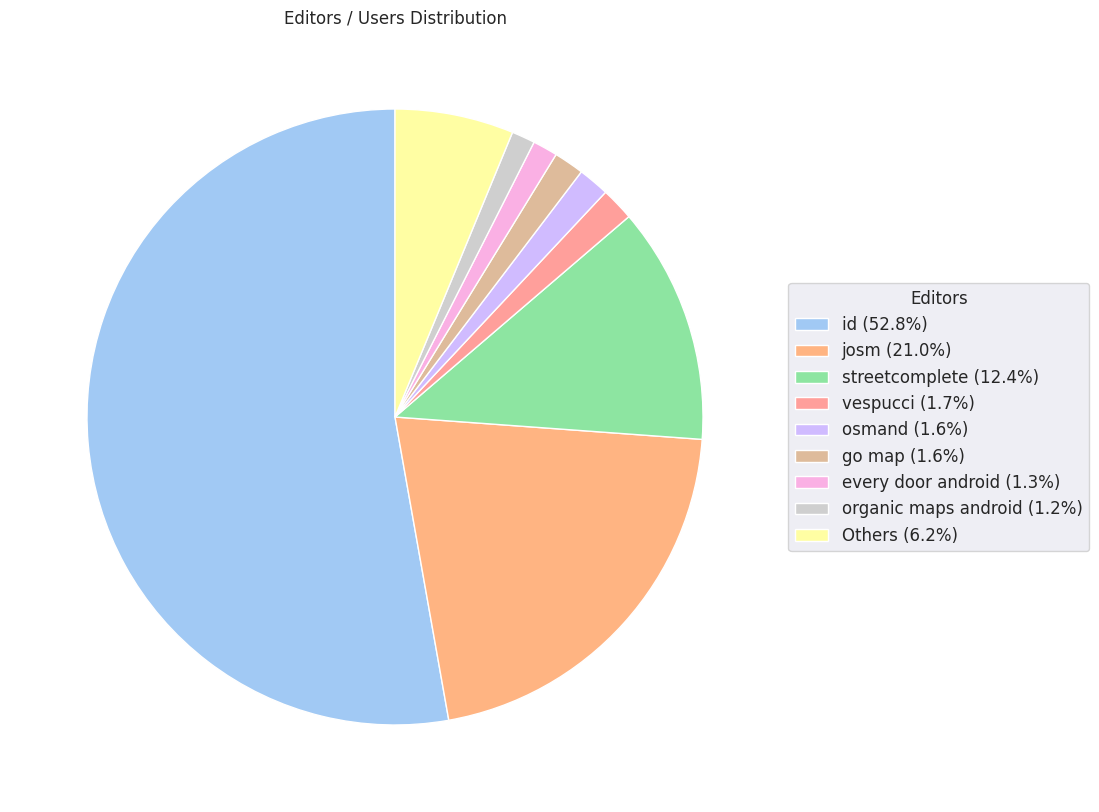 Editors / Users Distribution
Editors
id (52.8%)
josm (21.0%)
streetcomplete (12.4%)
vespucci (1.7%)
osmand (1.6%)
go map (1.6%)
every door android (1.3%)
organic maps android (1.2%)
Others (6.2%)